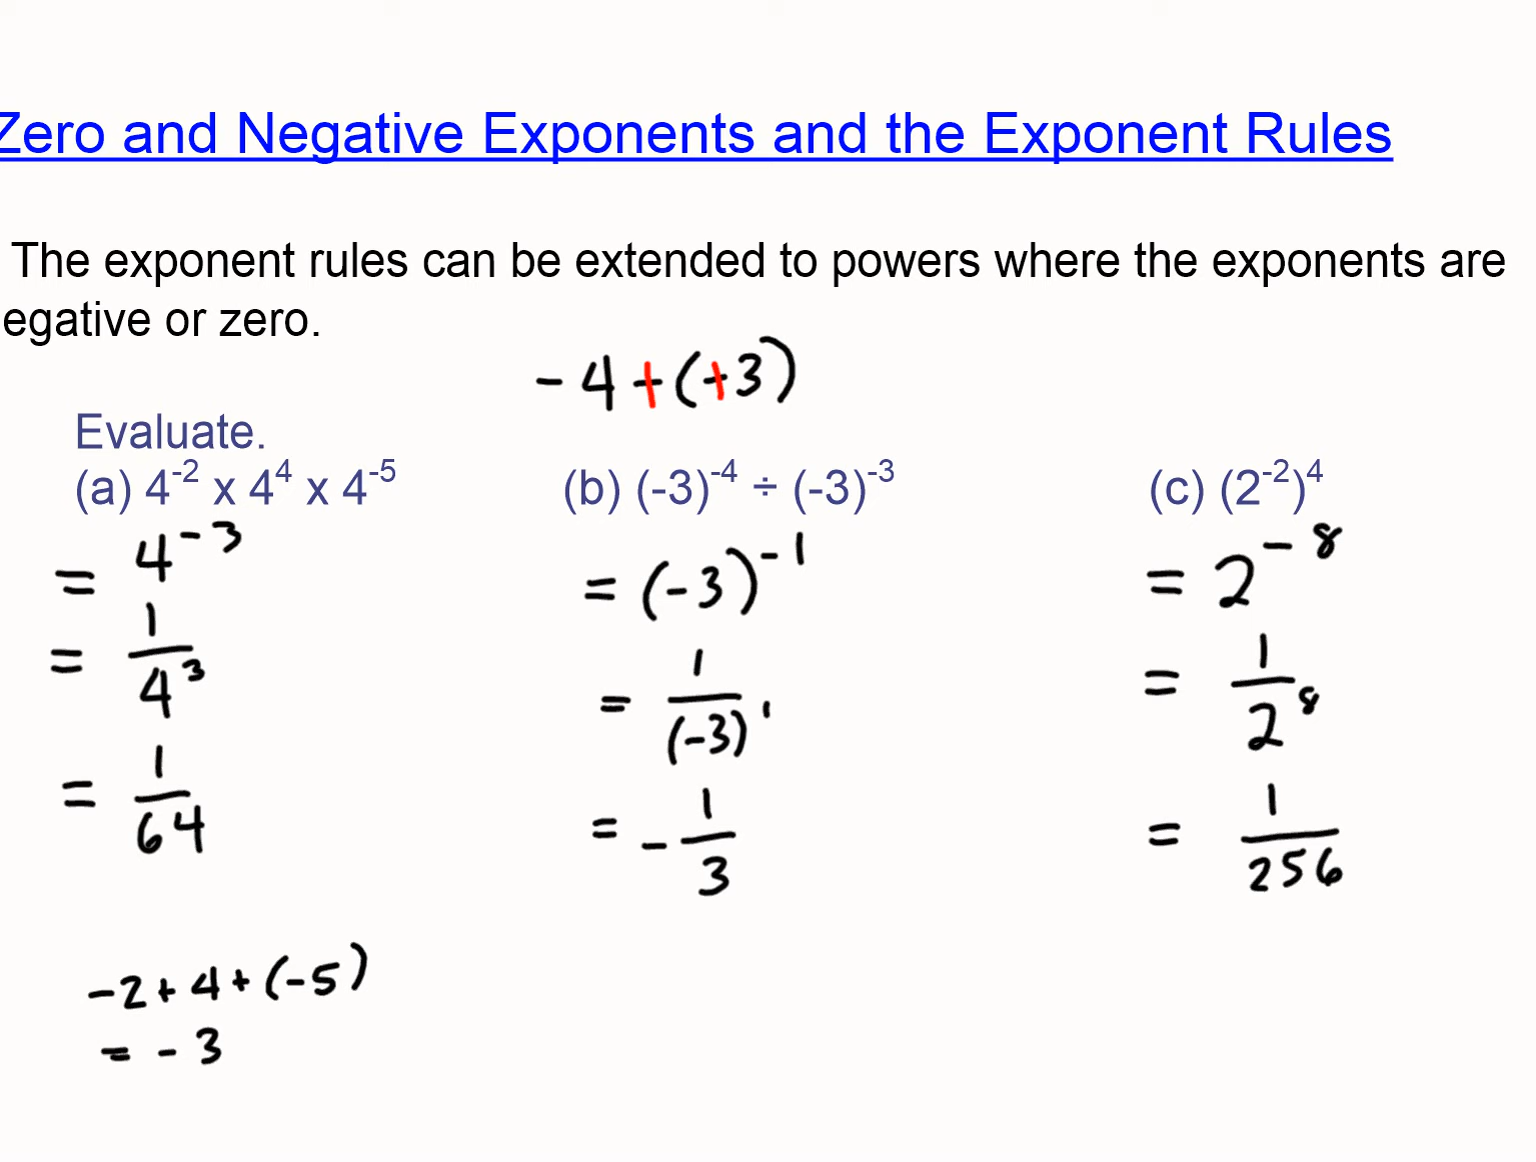 Zero and Negative Exponents and the Exponent Rules
The exponent rules can be extended to powers where the exponents are
egative or zero.
-4+(+3)
Evaluate.
(a) 4⁻² x 4⁴ x 4⁻⁵
= 4⁻³
= 1/4³
= 1/64
-2+4+(-5)
= -3
(b) (-3)⁻⁴ ÷ (-3)⁻³
= (-3)⁻¹
= 1/(-3)¹
= -1/3
(c) (2⁻²)⁴
= 2⁻⁸
= 1/2⁸
= 1/256